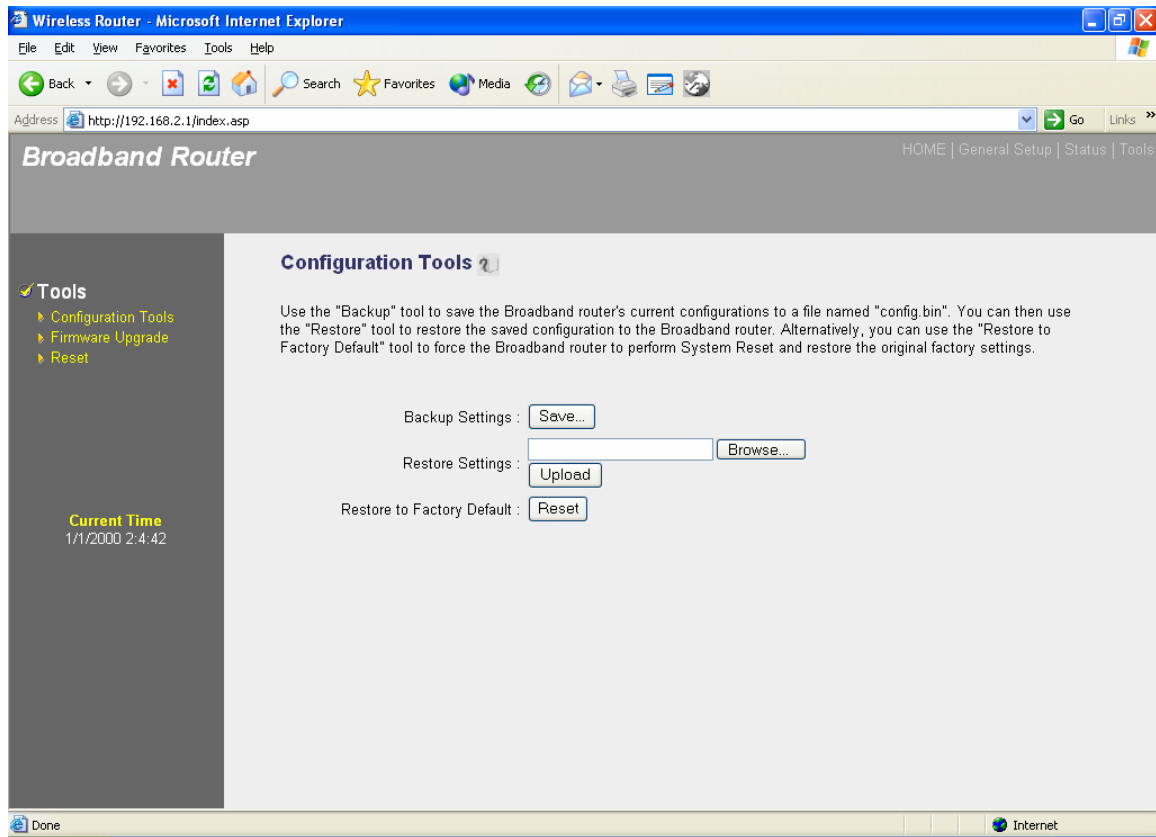 Wireless Router - Microsoft Internet Explorer
File Edit View Favorites Tools Help
Back Search Favorites Media
Address http://192.168.2.1/index.asp Go Links »
Broadband Router
HOME | General Setup | Status | Tools
Tools
Configuration Tools
Firmware Upgrade
Reset
Current Time
1/1/2000 2:4:42
Configuration Tools
Use the "Backup" tool to save the Broadband router's current configurations to a file named "config.bin". You can then use
the "Restore" tool to restore the saved configuration to the Broadband router. Alternatively, you can use the "Restore to
Factory Default" tool to force the Broadband router to perform System Reset and restore the original factory settings.
Backup Settings : Save...
Browse...
Restore Settings :
Upload
Restore to Factory Default : Reset
Done Internet